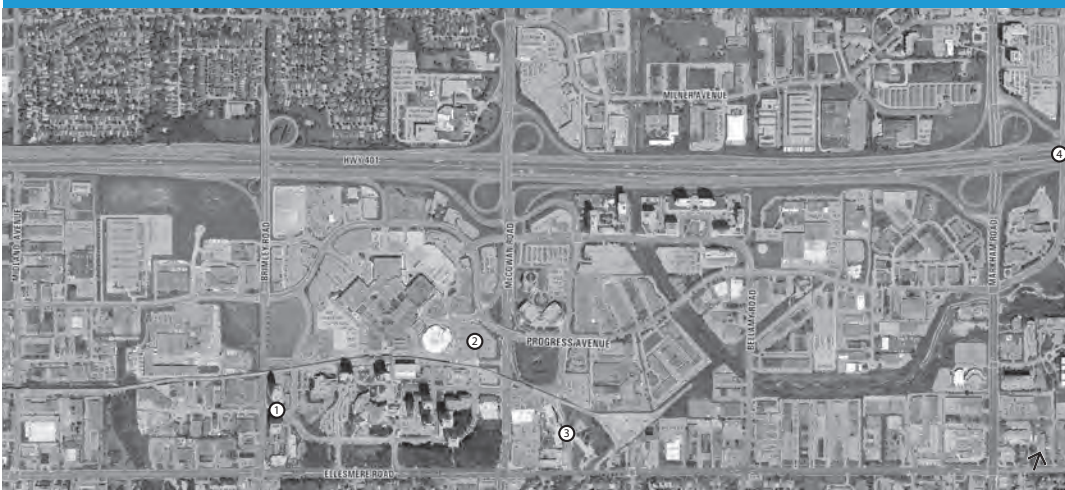 MILNER AVENUE
HWY 401
4
MIDLAND AVENUE
BRIMLEY ROAD
MCCOWAN ROAD
MARKHAM ROAD
BELLAMY ROAD
PROGRESS AVENUE
2
1
3
ELLESMERE ROAD